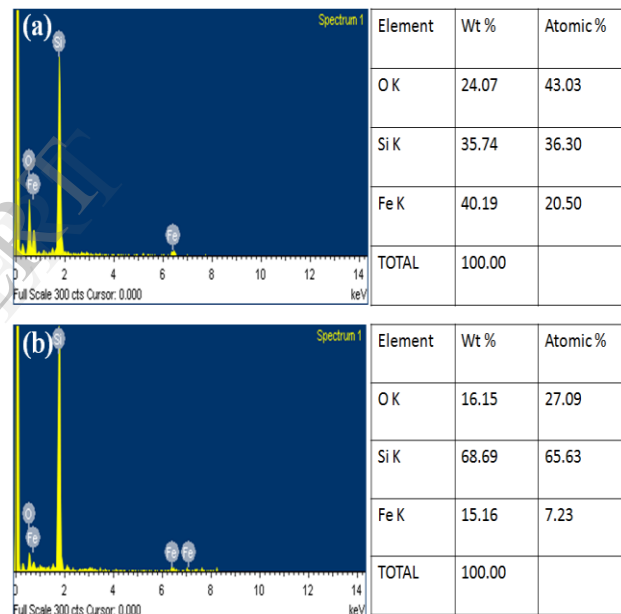 (a)
Spectrum 1
Si
O
Fe
Fe
0 2 4 6 8 10 12 14
Full Scale 300 cts Cursor: 0.000 keV
Element Wt % Atomic %
O K 24.07 43.03
Si K 35.74 36.30
Fe K 40.19 20.50
TOTAL 100.00
(b)
Spectrum 1
Si
O
Fe
Fe Fe
0 2 4 6 8 10 12 14
Full Scale 300 cts Cursor: 0.000 keV
Element Wt % Atomic %
O K 16.15 27.09
Si K 68.69 65.63
Fe K 15.16 7.23
TOTAL 100.00